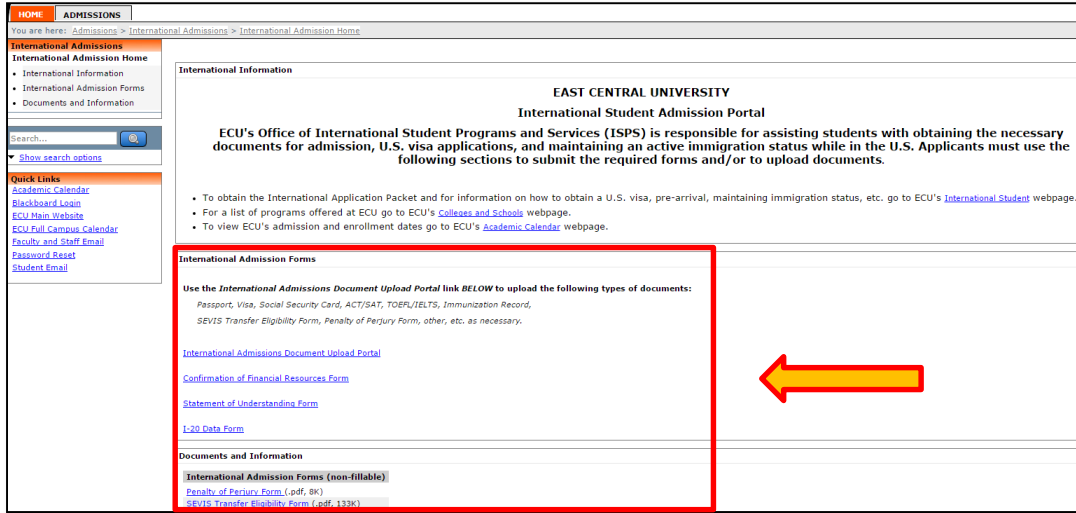 HOME ADMISSIONS
You are here: Admissions > International Admissions > International Admission Home
International Admissions
International Admission Home
• International Information
• International Admission Forms
• Documents and Information
Search...
Show search options
Quick Links
Academic Calendar
Blackboard Login
ECU Main Website
ECU Full Campus Calendar
Faculty and Staff Email
Password Reset
Student Email
International Information
EAST CENTRAL UNIVERSITY
International Student Admission Portal
ECU's Office of International Student Programs and Services (ISPS) is responsible for assisting students with obtaining the necessary
documents for admission, U.S. visa applications, and maintaining an active immigration status while in the U.S. Applicants must use the
following sections to submit the required forms and/or to upload documents.
• To obtain the International Application Packet and for information on how to obtain a U.S. visa, pre-arrival, maintaining immigration status, etc. go to ECU's International Student webpage.
• For a list of programs offered at ECU go to ECU's Colleges and Schools webpage.
• To view ECU's admission and enrollment dates go to ECU's Academic Calendar webpage.
International Admission Forms
Use the International Admissions Document Upload Portal link BELOW to upload the following types of documents:
Passport, Visa, Social Security Card, ACT/SAT, TOEFL/IELTS, Immunization Record,
SEVIS Transfer Eligibility Form, Penalty of Perjury Form, other, etc. as necessary.
International Admissions Document Upload Portal
Confirmation of Financial Resources Form
Statement of Understanding Form
I-20 Data Form
Documents and Information
International Admission Forms (non-fillable)
Penalty of Perjury Form (.pdf, 8K)
SEVIS Transfer Eligibility Form (.pdf, 133K)